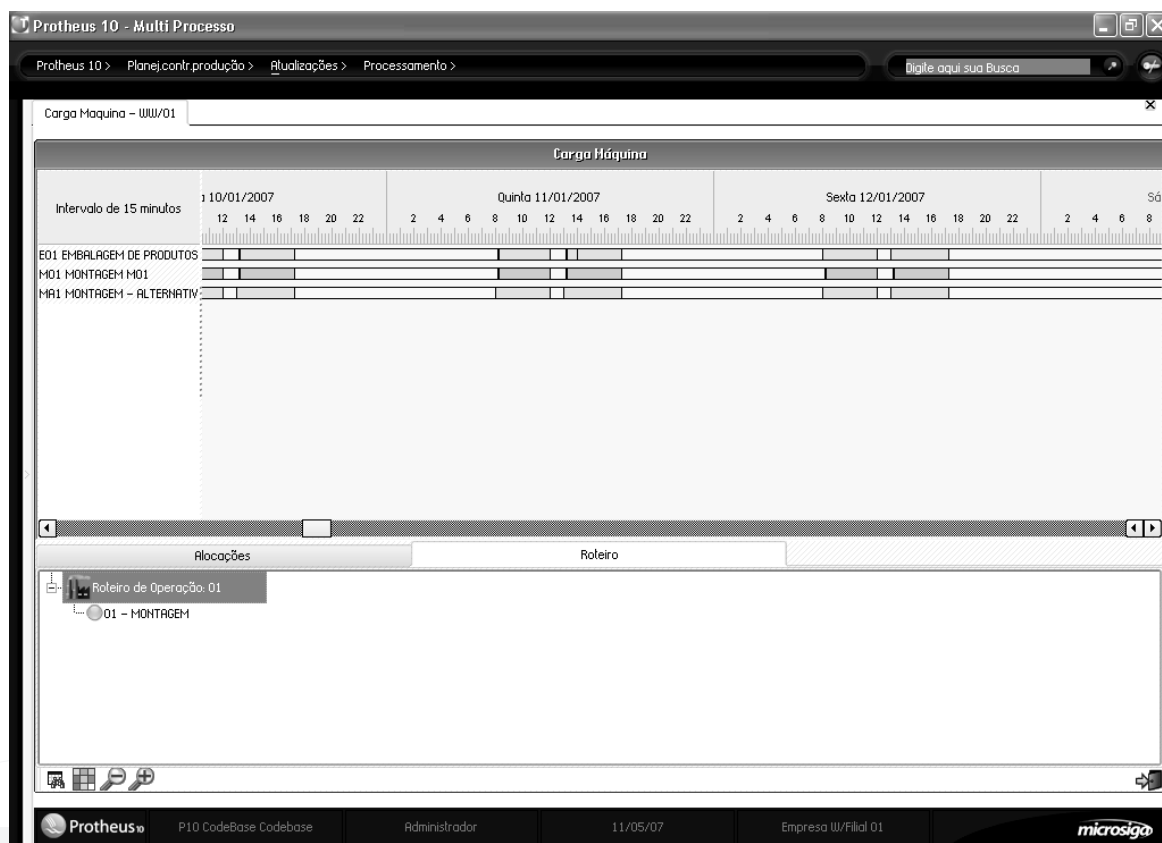 Protheus 10 - Multi Processo
Protheus 10 > Planej.contr.produção > Atualizações > Processamento >
Digite aqui sua Busca
Carga Maquina – WW/01
Carga Máquina
Intervalo de 15 minutos
10/01/2007 Quinta 11/01/2007 Sexta 12/01/2007 Sá
12 14 16 18 20 22 2 4 6 8 10 12 14 16 18 20 22 2 4 6 8 10 12 14 16 18 20 22 2 4 6 8
E01 EMBALAGEM DE PRODUTOS
M01 MONTAGEM M01
MA1 MONTAGEM – ALTERNATIV
Alocações Roteiro
Roteiro de Operação: 01
01 – MONTAGEM
Protheus10 P10 CodeBase Codebase Administrador 11/05/07 Empresa W/Filial 01 microsiga